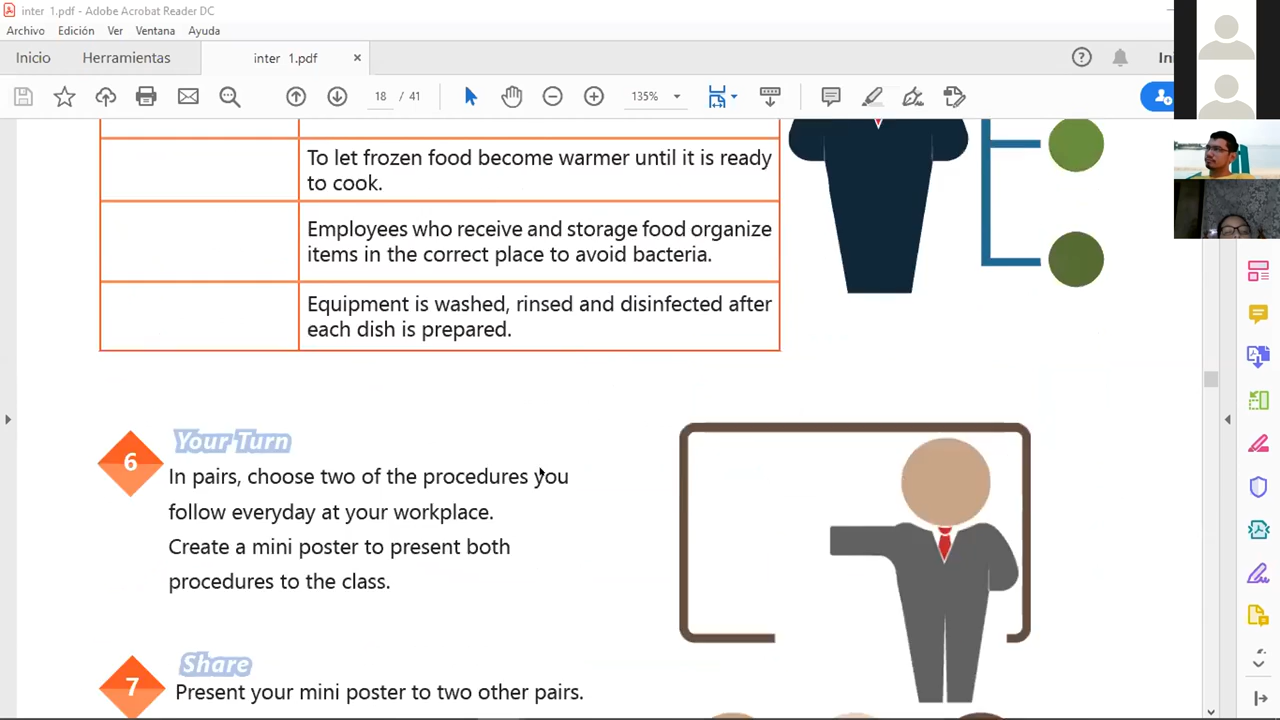 inter 1.pdf - Adobe Acrobat Reader DC
Archivo Edición Ver Ventana Ayuda
Inicio Herramientas inter 1.pdf × ? Ini
18 / 41 135%
To let frozen food become warmer until it is ready
to cook.
Employees who receive and storage food organize
items in the correct place to avoid bacteria.
Equipment is washed, rinsed and disinfected after
each dish is prepared.
6 Your Turn
In pairs, choose two of the procedures you
follow everyday at your workplace.
Create a mini poster to present both
procedures to the class.
7 Share
Present your mini poster to two other pairs.